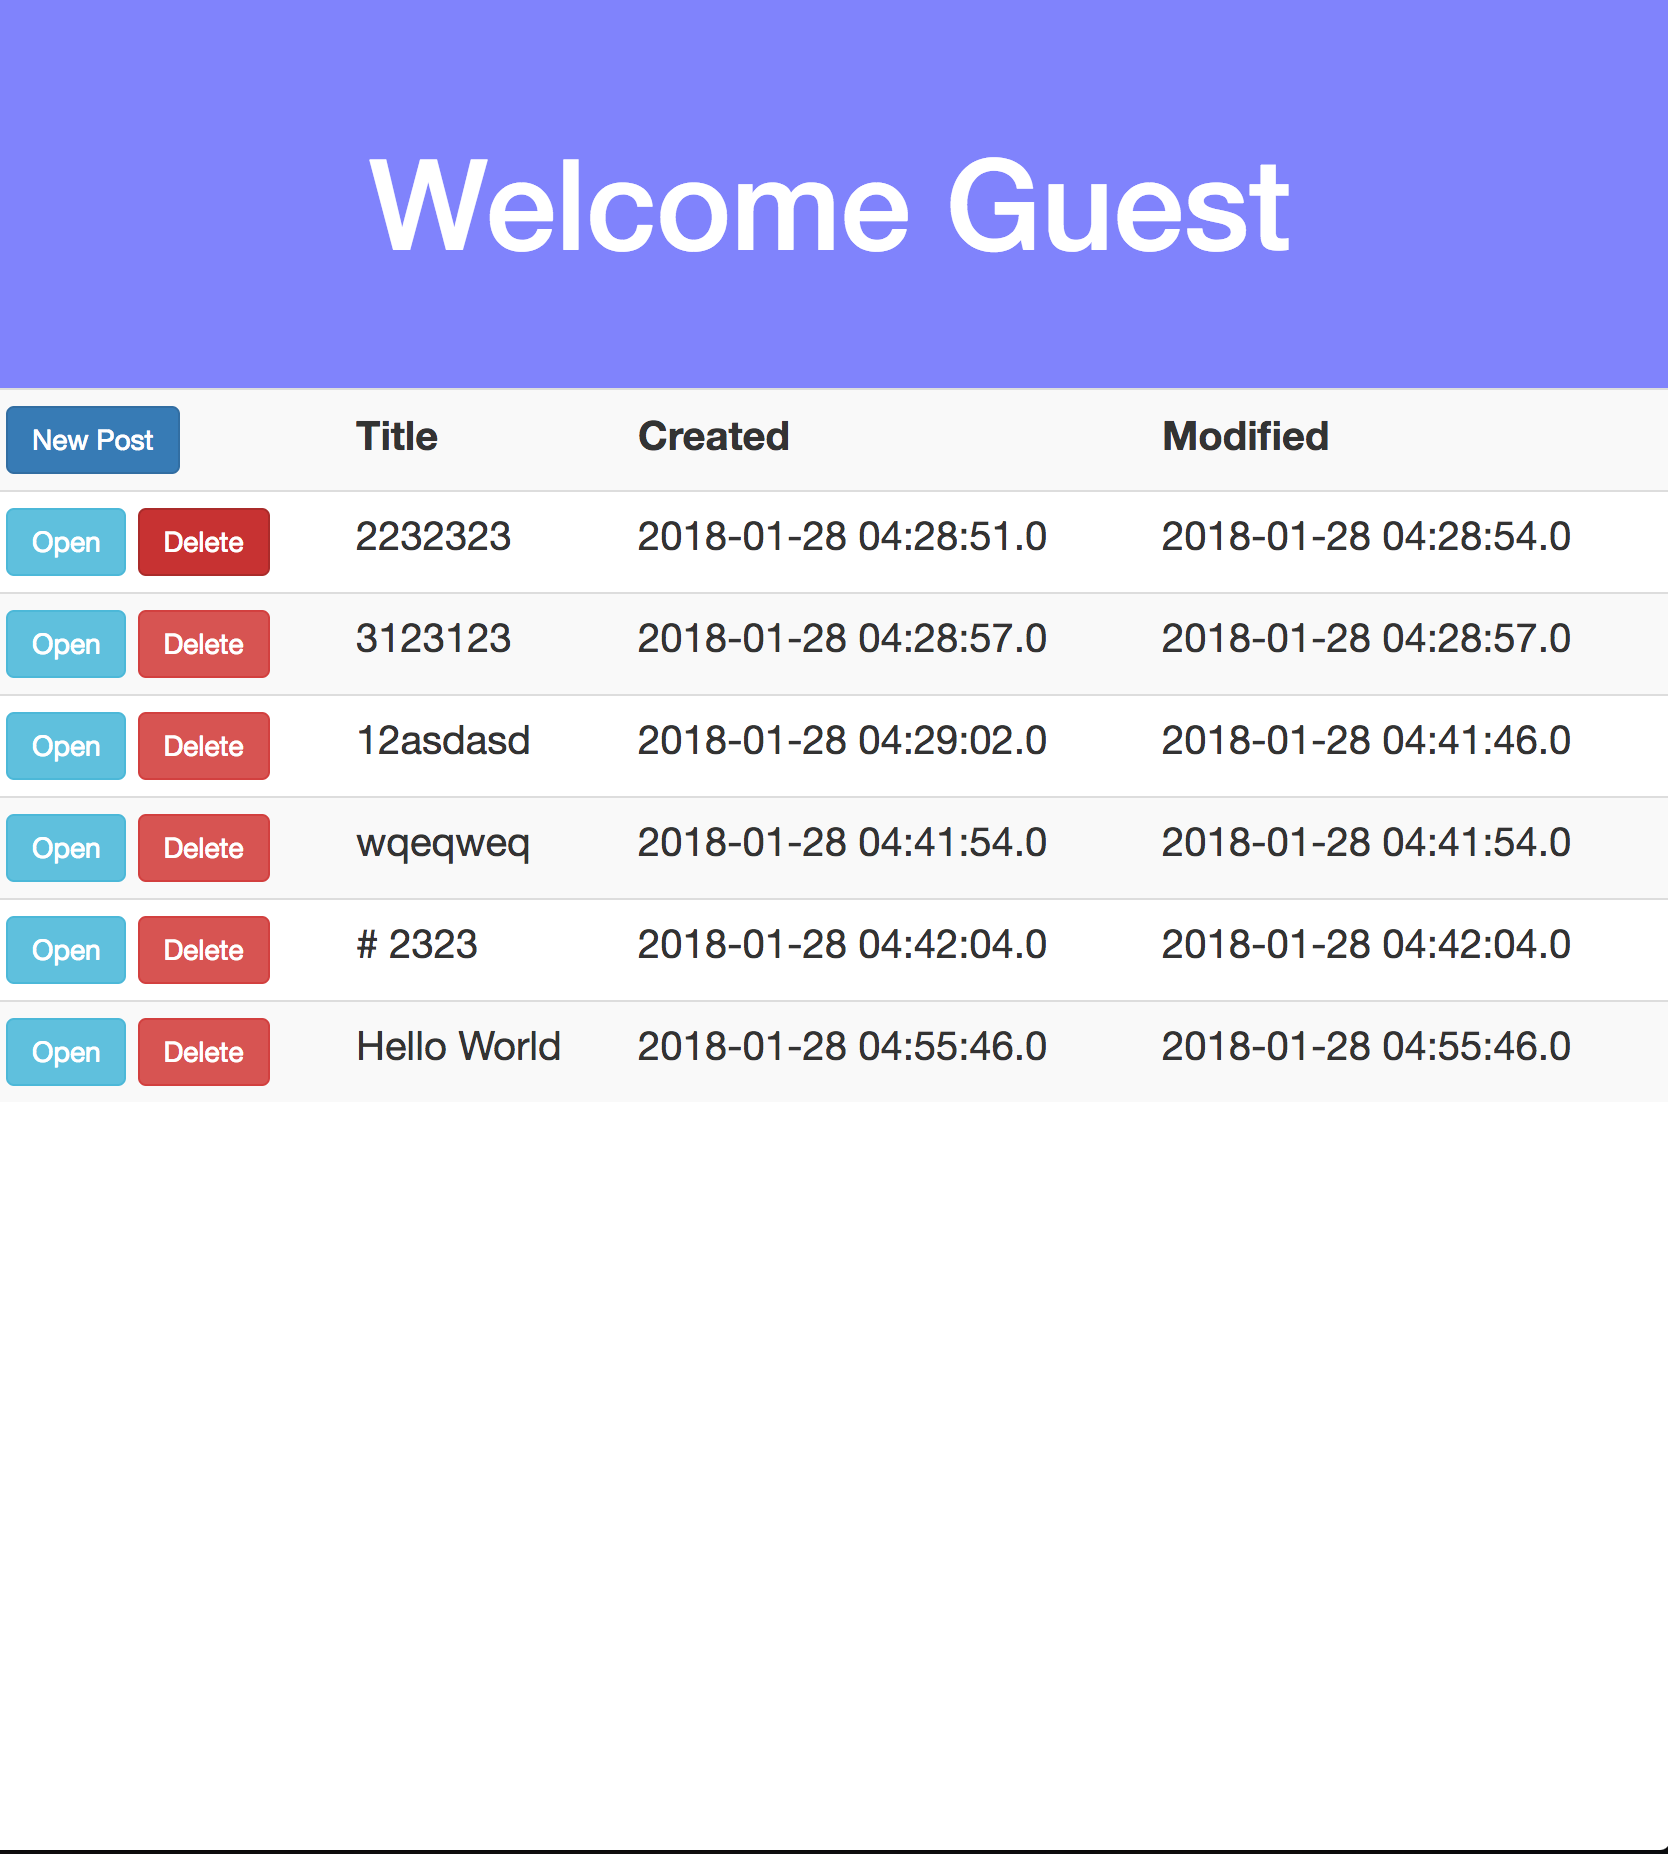 Welcome Guest
New Post Title Created Modified
Open Delete 2232323 2018-01-28 04:28:51.0 2018-01-28 04:28:54.0
Open Delete 3123123 2018-01-28 04:28:57.0 2018-01-28 04:28:57.0
Open Delete 12asdasd 2018-01-28 04:29:02.0 2018-01-28 04:41:46.0
Open Delete wqeqweq 2018-01-28 04:41:54.0 2018-01-28 04:41:54.0
Open Delete # 2323 2018-01-28 04:42:04.0 2018-01-28 04:42:04.0
Open Delete Hello World 2018-01-28 04:55:46.0 2018-01-28 04:55:46.0